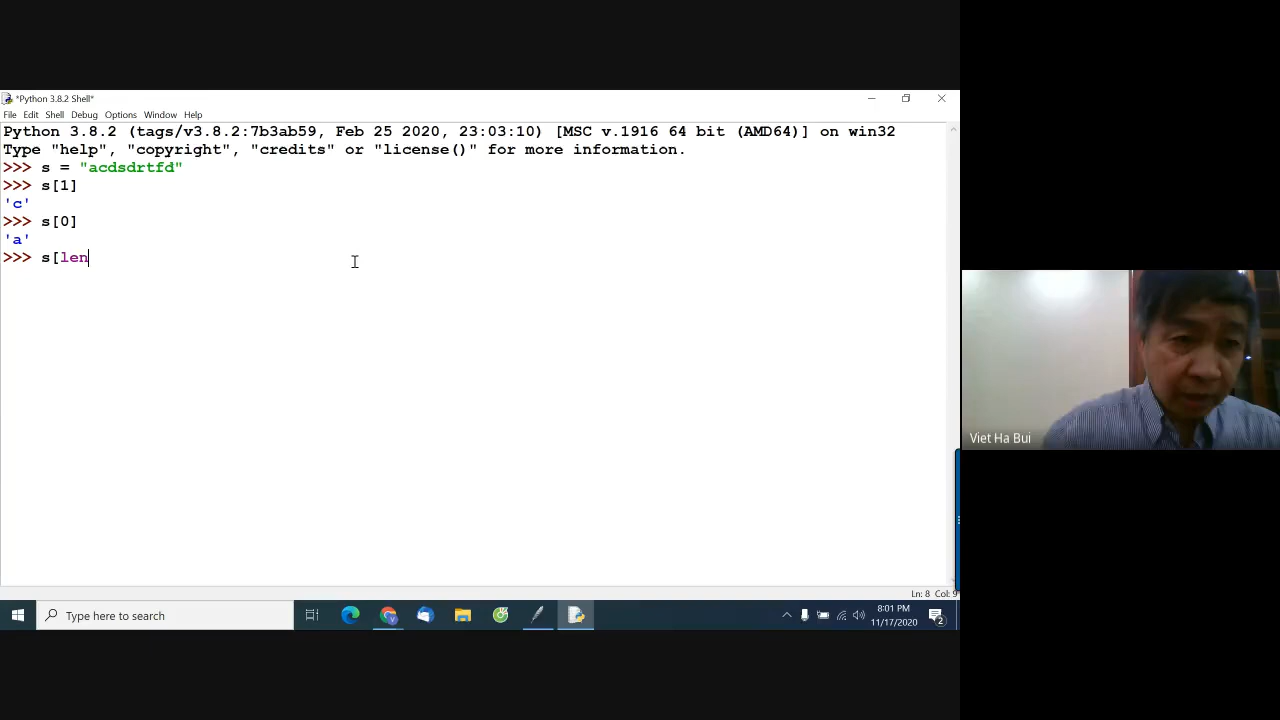 *Python 3.8.2 Shell*
File Edit Shell Debug Options Window Help
Python 3.8.2 (tags/v3.8.2:7b3ab59, Feb 25 2020, 23:03:10) [MSC v.1916 64 bit (AMD64)] on win32
Type "help", "copyright", "credits" or "license()" for more information.
>>> s = "acdsdrtfd"
>>> s[1]
'c'
>>> s[0]
'a'
>>> s[len
Viet Ha Bui
Ln: 8 Col: 9
Type here to search
8:01 PM
11/17/2020
2